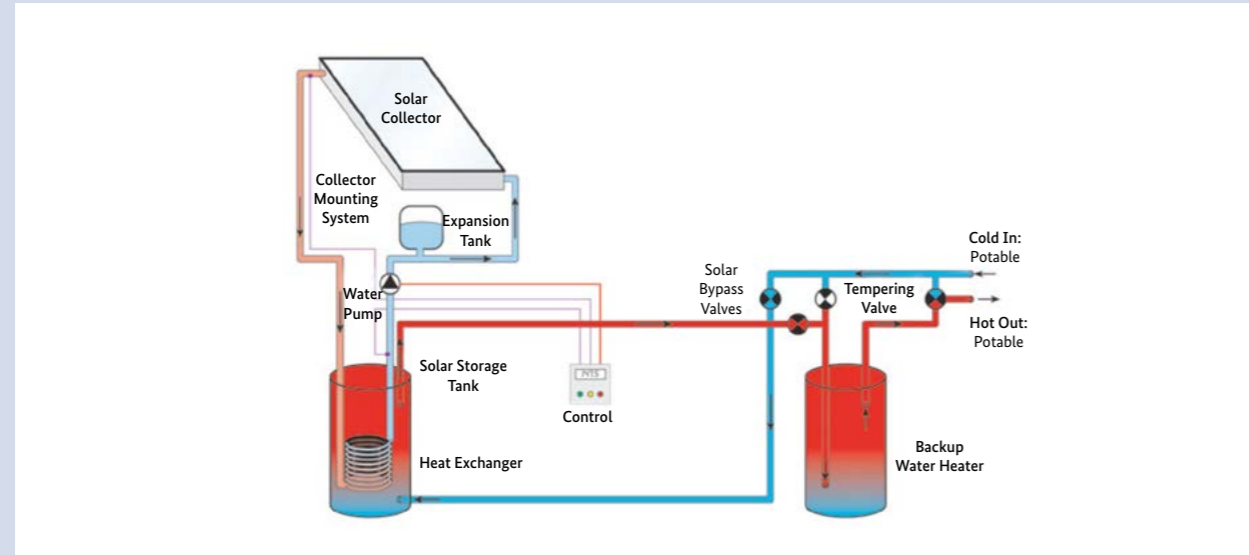 Solar
Collector
Collector
Mounting
System
Expansion
Tank
Water
Pump
Solar
Bypass
Valves
Tempering
Valve
Cold In:
Potable
Hot Out:
Potable
Solar Storage
Tank
NTS
Control
Heat Exchanger
Backup
Water Heater